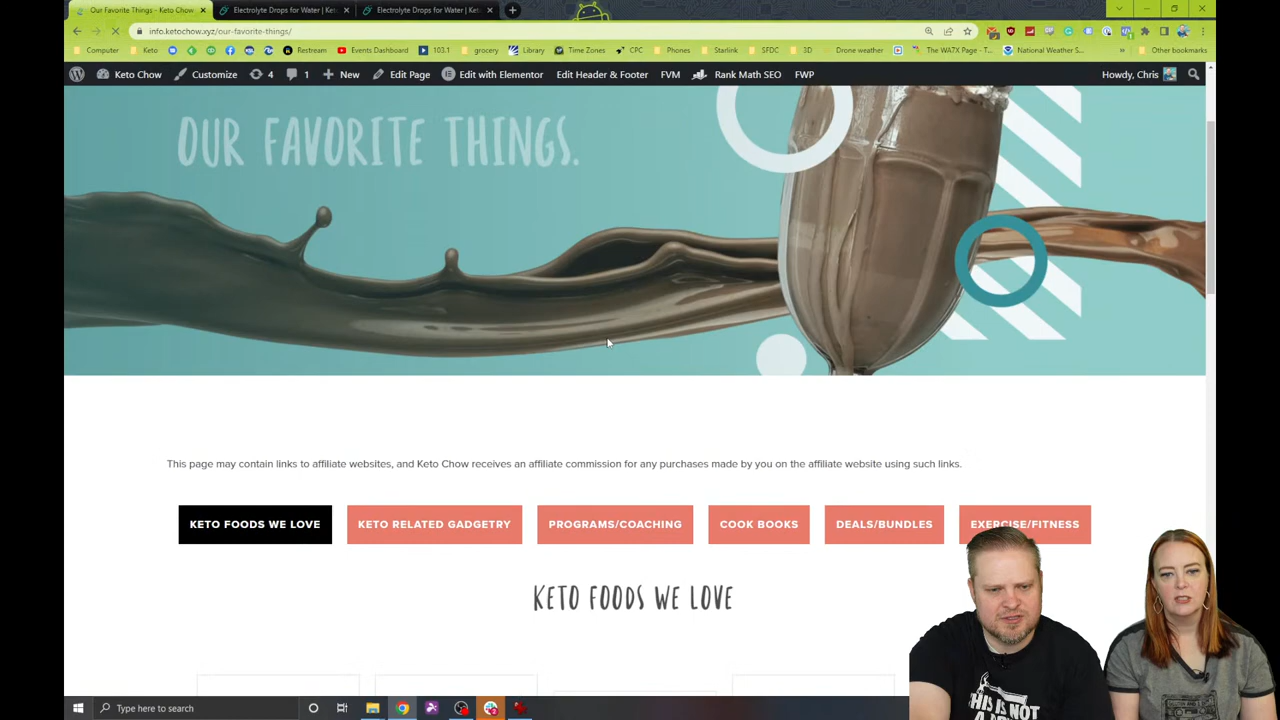 Our Favorite Things - Keto Chow
Electrolyte Drops for Water | Ket
Electrolyte Drops for Water | Ket
info.ketochow.xyz/our-favorite-things/
Computer Keto Restream Events Dashboard 103.1 grocery Library Time Zones CPC Phones Starlink SFDC 3D Drone weather The WA7X Page - T... National Weather S... Other bookmarks
Keto Chow Customize 4 1 New Edit Page Edit with Elementor Edit Header & Footer FVM Rank Math SEO FWP Howdy, Chris
OUR FAVORITE THINGS.
This page may contain links to affiliate websites, and Keto Chow receives an affiliate commission for any purchases made by you on the affiliate website using such links.
KETO FOODS WE LOVE KETO RELATED GADGETRY PROGRAMS/COACHING COOK BOOKS DEALS/BUNDLES EXERCISE/FITNESS
KETO FOODS WE LOVE
THIS IS NOT
Type here to search